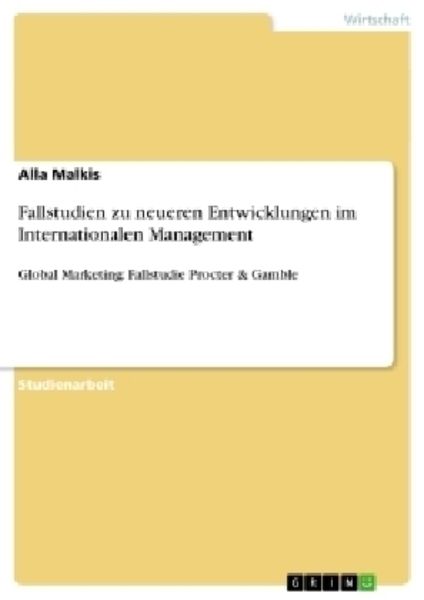 Wirtschaft
Alla Malkis
Fallstudien zu neueren Entwicklungen im
Internationalen Management
Global Marketing: Fallstudie Procter & Gamble
Studienarbeit
GRIN